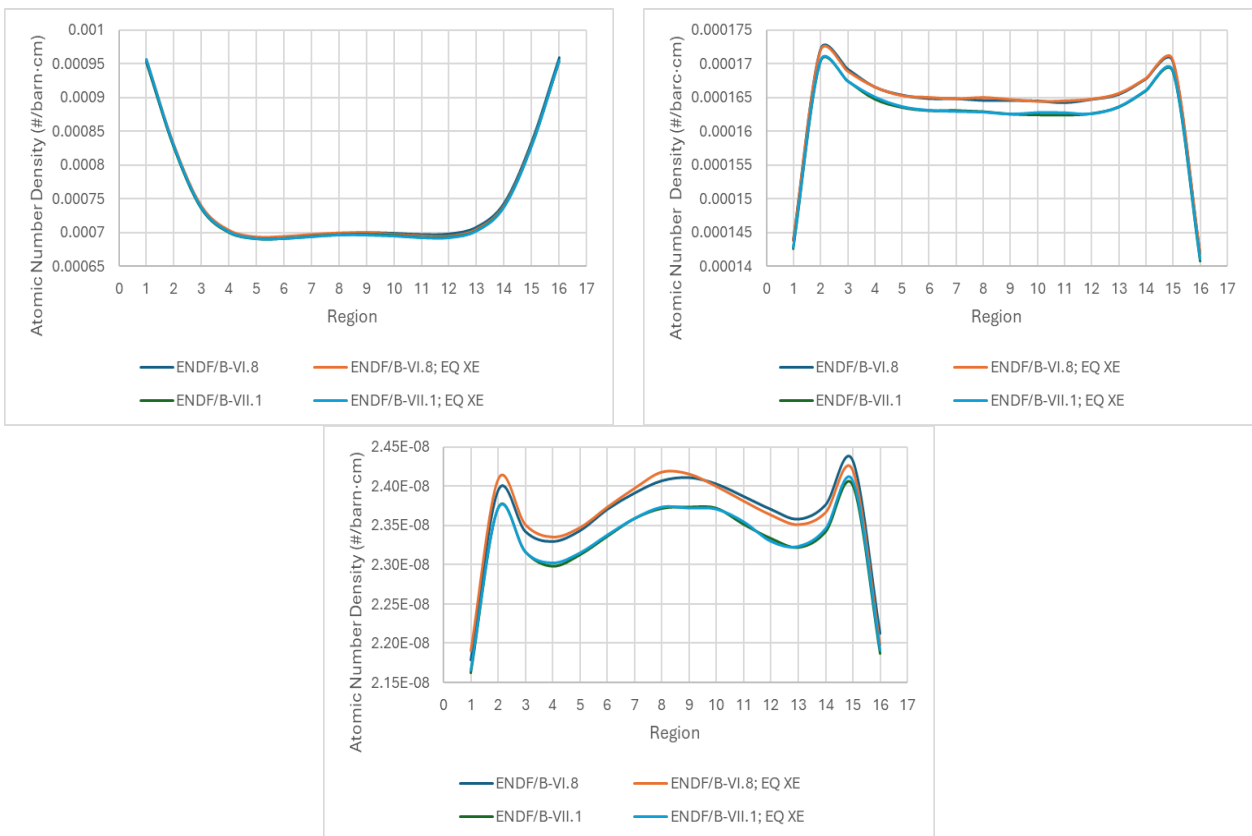 0.001
0.00095
0.0009
0.00085
0.0008
0.00075
0.0007
0.00065
Atomic Number Density (#/barn·cm)
0 1 2 3 4 5 6 7 8 9 10 11 12 13 14 15 16 17
Region
ENDF/B-VI.8 ENDF/B-VI.8; EQ XE
ENDF/B-VII.1 ENDF/B-VII.1; EQ XE
0.000175
0.00017
0.000165
0.00016
0.000155
0.00015
0.000145
0.00014
Atomic Number Density (#/barc·cm)
0 1 2 3 4 5 6 7 8 9 10 11 12 13 14 15 16 17
Region
ENDF/B-VI.8 ENDF/B-VI.8; EQ XE
ENDF/B-VII.1 ENDF/B-VII.1; EQ XE
2.45E-08
2.40E-08
2.35E-08
2.30E-08
2.25E-08
2.20E-08
2.15E-08
Atomic Number Density (#/barn·cm)
0 1 2 3 4 5 6 7 8 9 10 11 12 13 14 15 16 17
Region
ENDF/B-VI.8 ENDF/B-VI.8; EQ XE
ENDF/B-VII.1 ENDF/B-VII.1; EQ XE